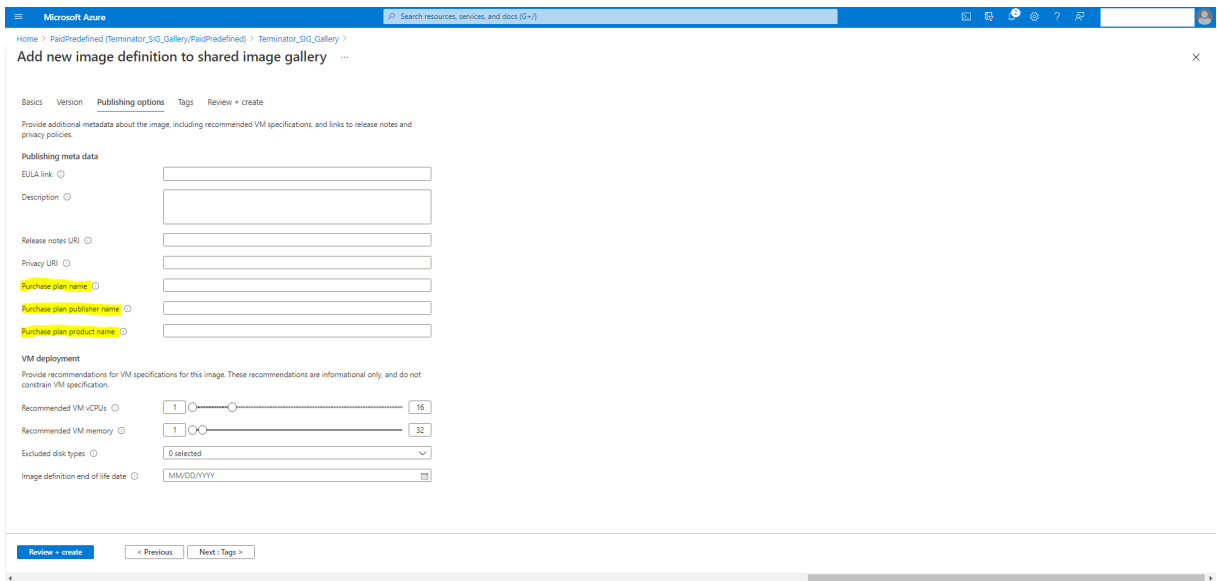 Microsoft Azure
Search resources, services, and docs (G+/)
2
Home > PaidPredefined (Terminator_SIG_Gallery/PaidPredefined) > Terminator_SIG_Gallery >
Add new image definition to shared image gallery ...
Basics Version Publishing options Tags Review + create
Provide additional metadata about the image, including recommended VM specifications, and links to release notes and
privacy policies.
Publishing meta data
EULA link
Description
Release notes URI
Privacy URI
Purchase plan name
Purchase plan publisher name
Purchase plan product name
VM deployment
Provide recommendations for VM specifications for this image. These recommendations are informational only, and do not
constrain VM specification.
Recommended VM vCPUs 1 16
Recommended VM memory 1 32
Excluded disk types 0 selected
Image definition end of life date MM/DD/YYYY
Review + create < Previous Next : Tags >